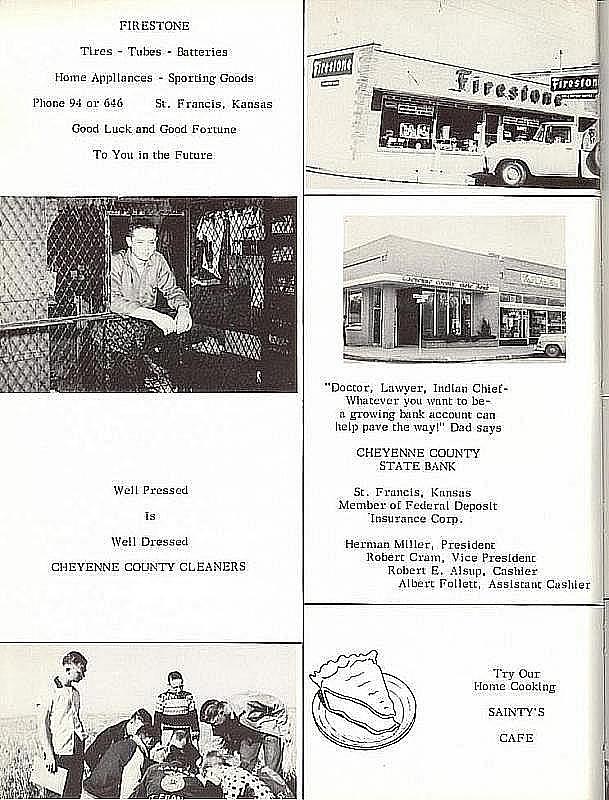 FIRESTONE
Tires - Tubes - Batteries
Home Appliances - Sporting Goods
Phone 94 or 646 St. Francis, Kansas
Good Luck and Good Fortune
To You in the Future
Firestone
Firestone
Firestone
"Doctor, Lawyer, Indian Chief-
Whatever you want to be-
a growing bank account can
help pave the way!" Dad says
CHEYENNE COUNTY
STATE BANK
St. Francis, Kansas
Member of Federal Deposit
Insurance Corp.
Herman Miller, President
Robert Cram, Vice President
Robert E. Alsup, Cashier
Albert Follett, Assistant Cashier
Well Pressed
is
Well Dressed
CHEYENNE COUNTY CLEANERS
Try Our
Home Cooking
SAINTY'S
CAFE